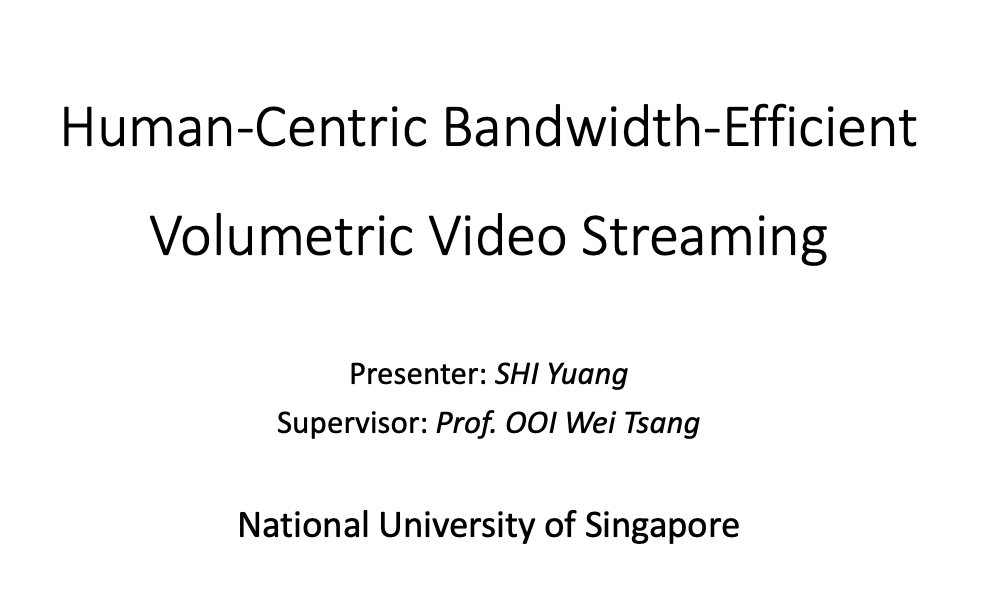 Human-Centric Bandwidth-Efficient
Volumetric Video Streaming
Presenter: SHI Yuang
Supervisor: Prof. OOI Wei Tsang
National University of Singapore